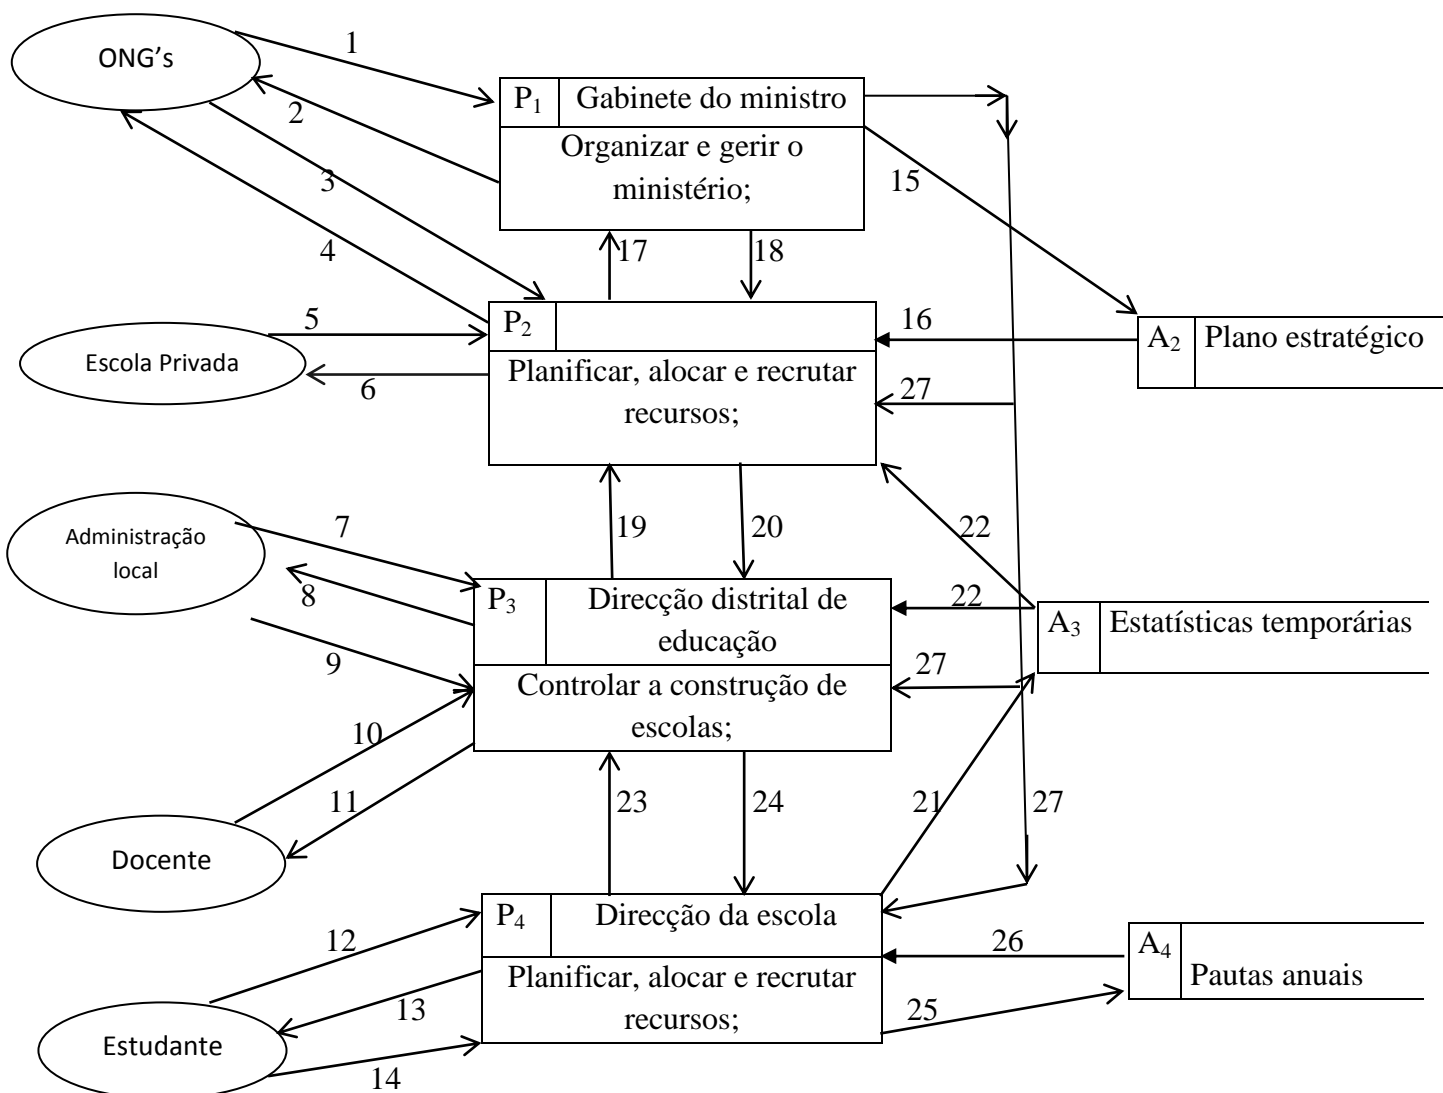 1
ONG's
P1 Gabinete do ministro
2
Organizar e gerir o
ministério;
3
15
4
17
18
5
P2
16
A2 Plano estratégico
Escola Privada
6
Planificar, alocar e recrutar
recursos;
27
7
19
20
22
Administração
local
8
P3 Direcção distrital de
educação
22
A3 Estatísticas temporárias
9
27
Controlar a construção de
escolas;
10
11
23
24
21
27
Docente
P4 Direcção da escola
12
26
A4
Pautas anuais
Planificar, alocar e recrutar
recursos;
13
25
Estudante
14